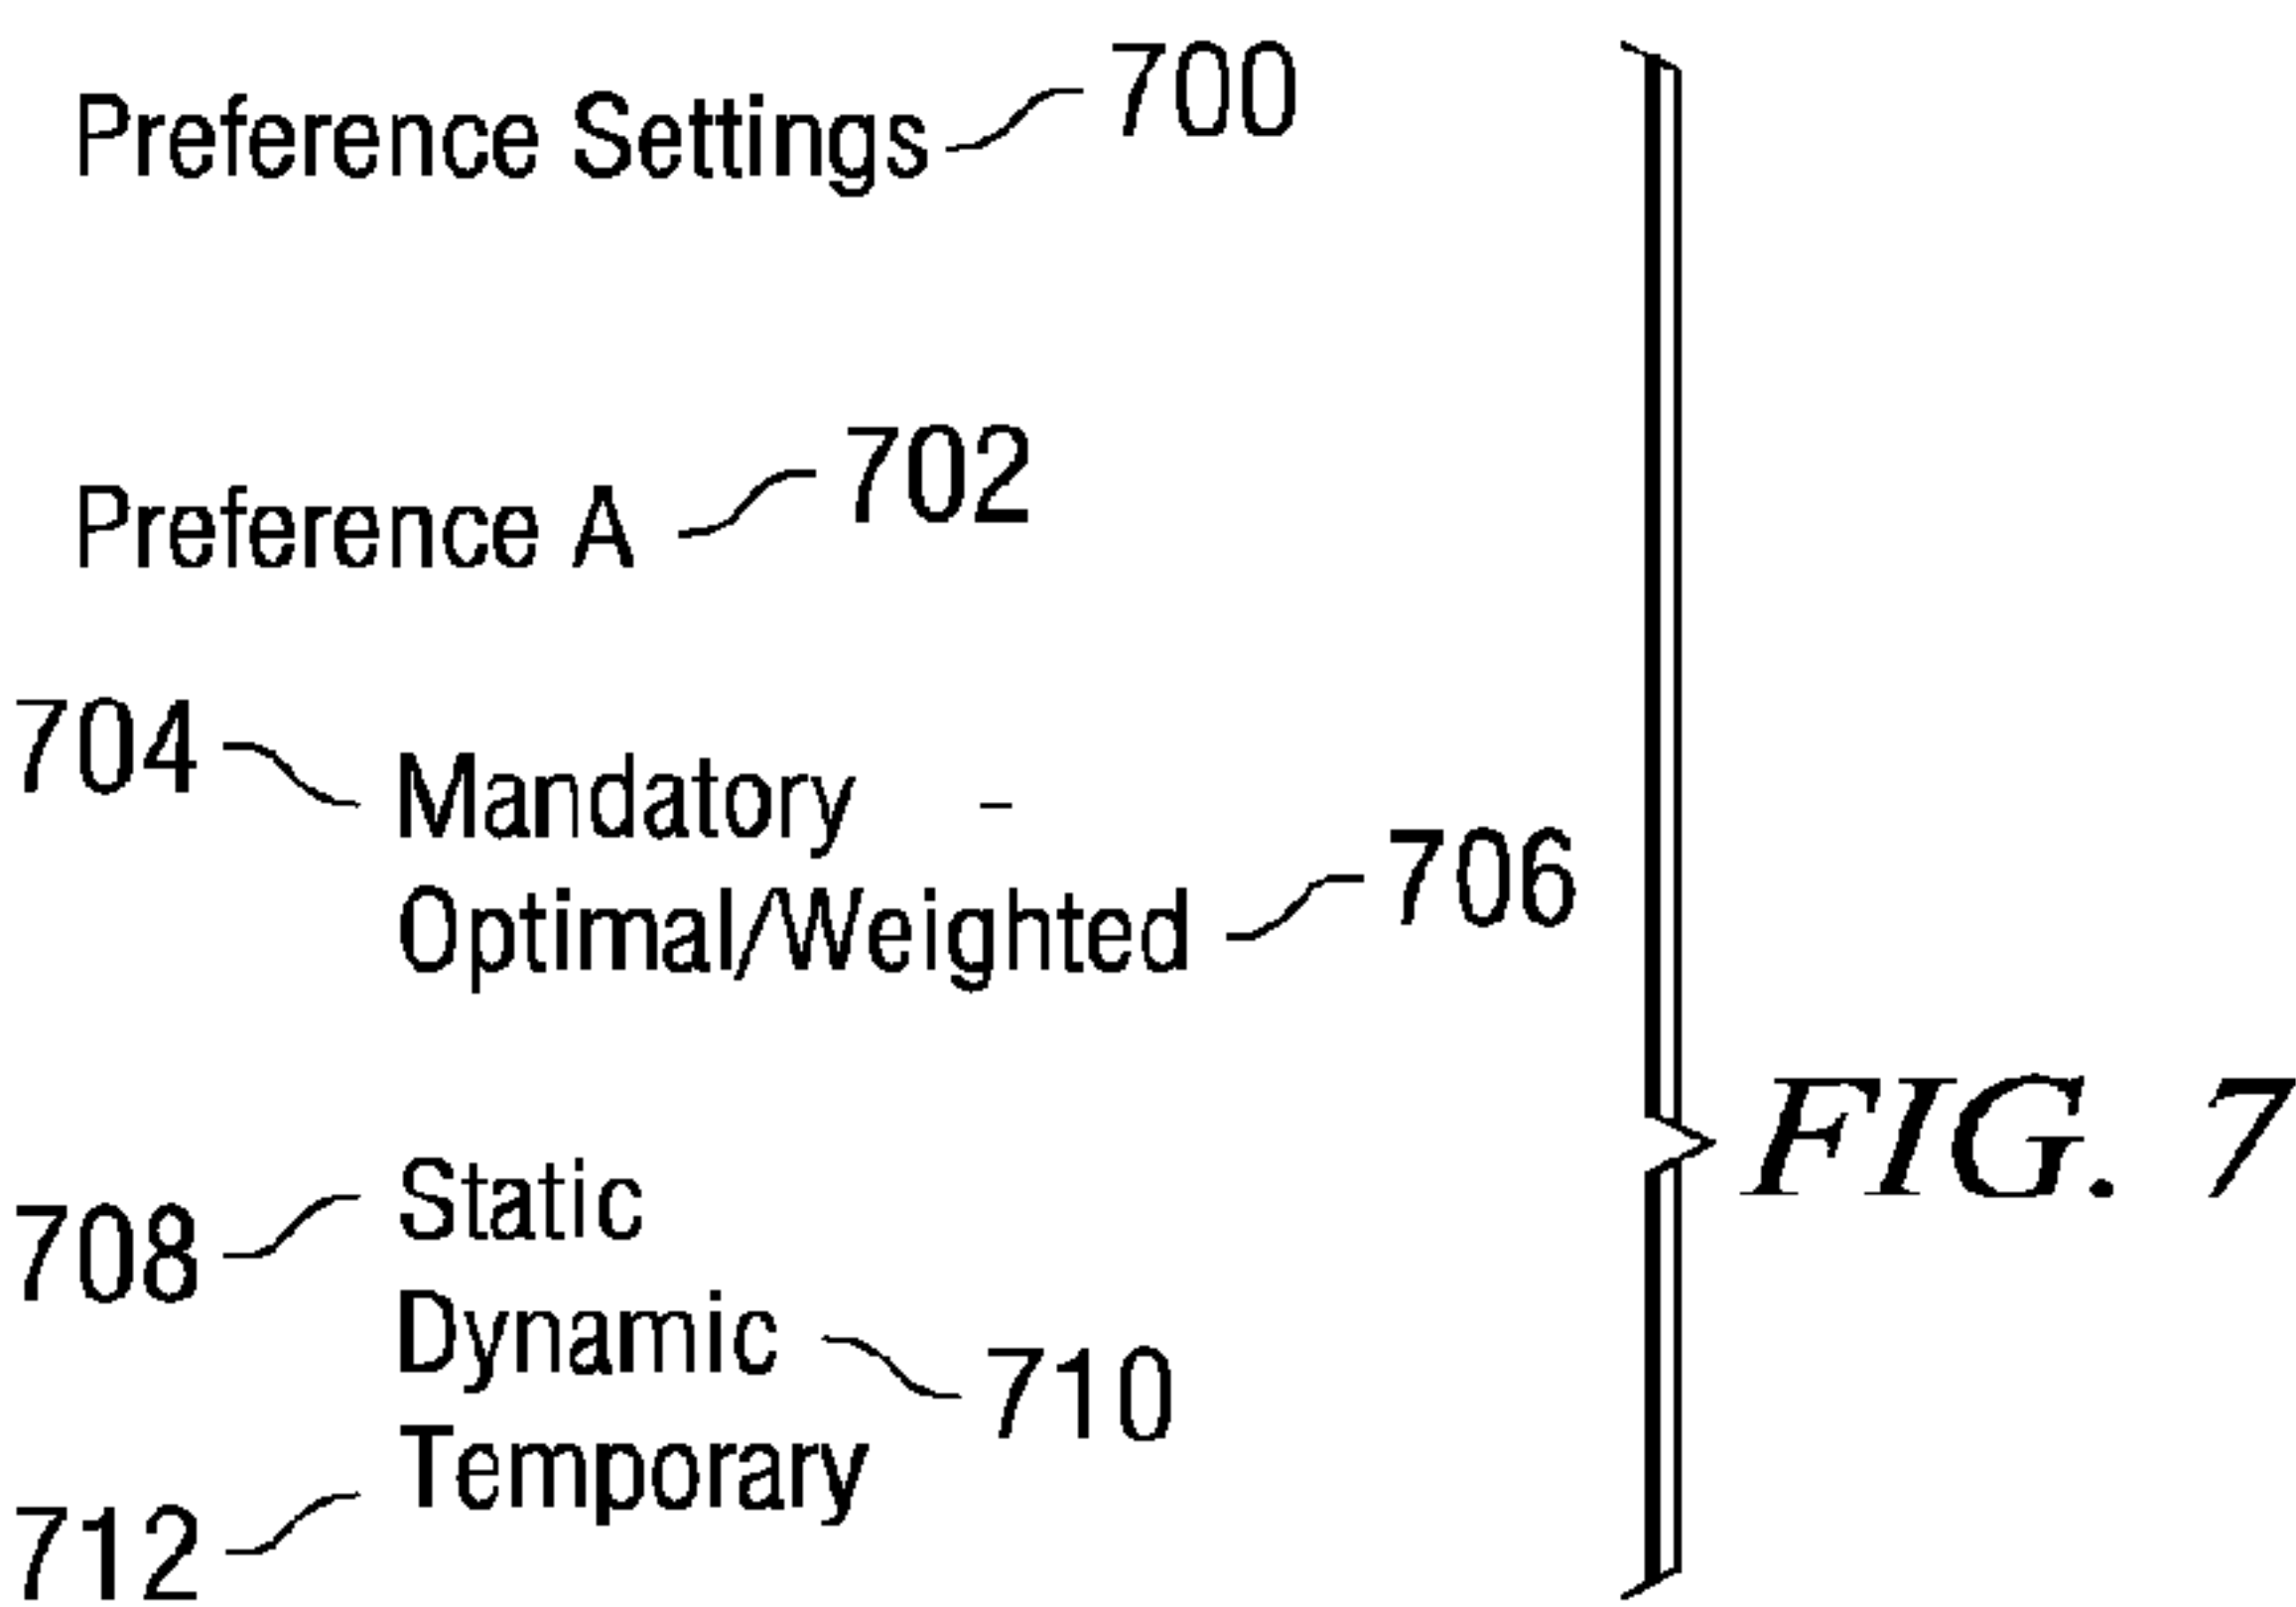 Preference Settings 700
Preference A 702
704 Mandatory -
Optimal/Weighted 706
708 Static
Dynamic 710
712 Temporary
FIG. 7